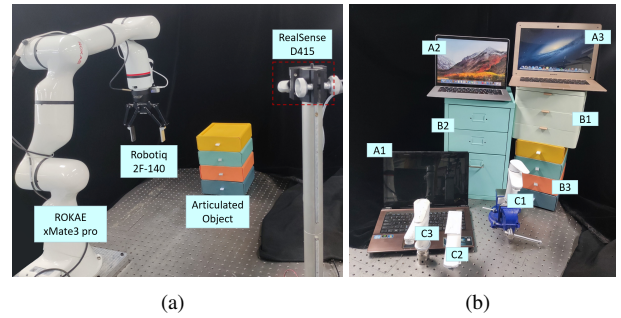 RealSense
D415
Robotiq
2F-140
ROKAE
xMate3 pro
Articulated
Object
A2
A3
B2
B1
A1
B3
C1
C3
C2
(a)
(b)